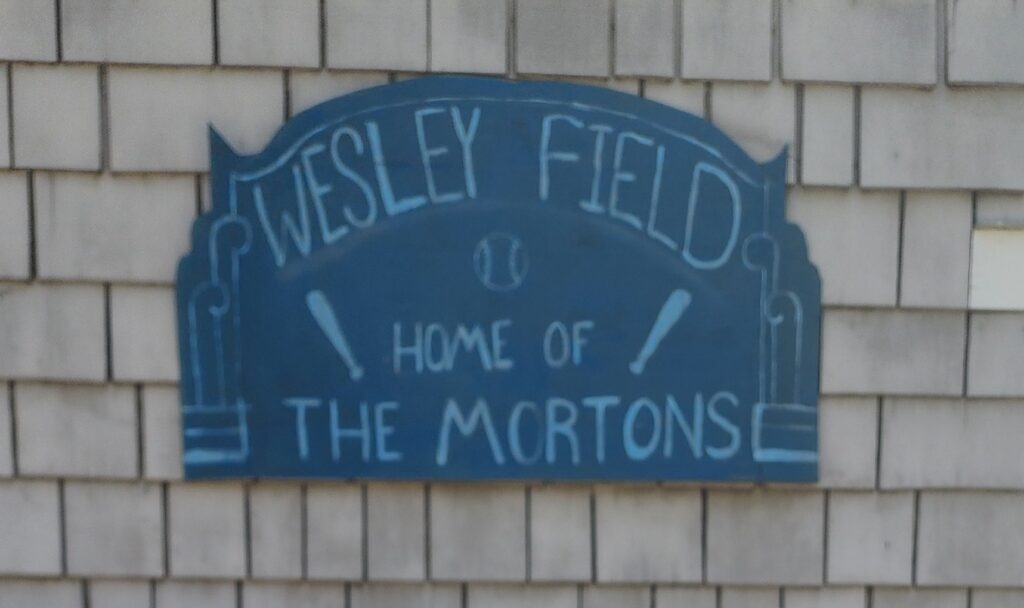 WESLEY FIELD
HOME OF
THE MORTONS